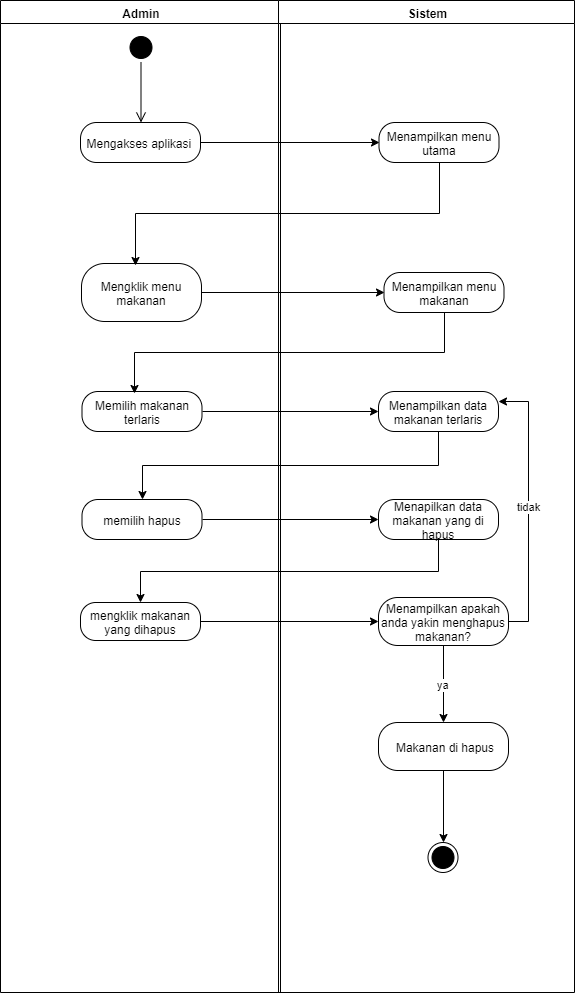 Admin
Sistem
Mengakses aplikasi
Menampilkan menu
utama
Mengklik menu
makanan
Menampilkan menu
makanan
Memilih makanan
terlaris
Menampilkan data
makanan terlaris
tidak
memilih hapus
Menapilkan data
makanan yang di
hapus
mengklik makanan
yang dihapus
Menampilkan apakah
anda yakin menghapus
makanan?
ya
Makanan di hapus